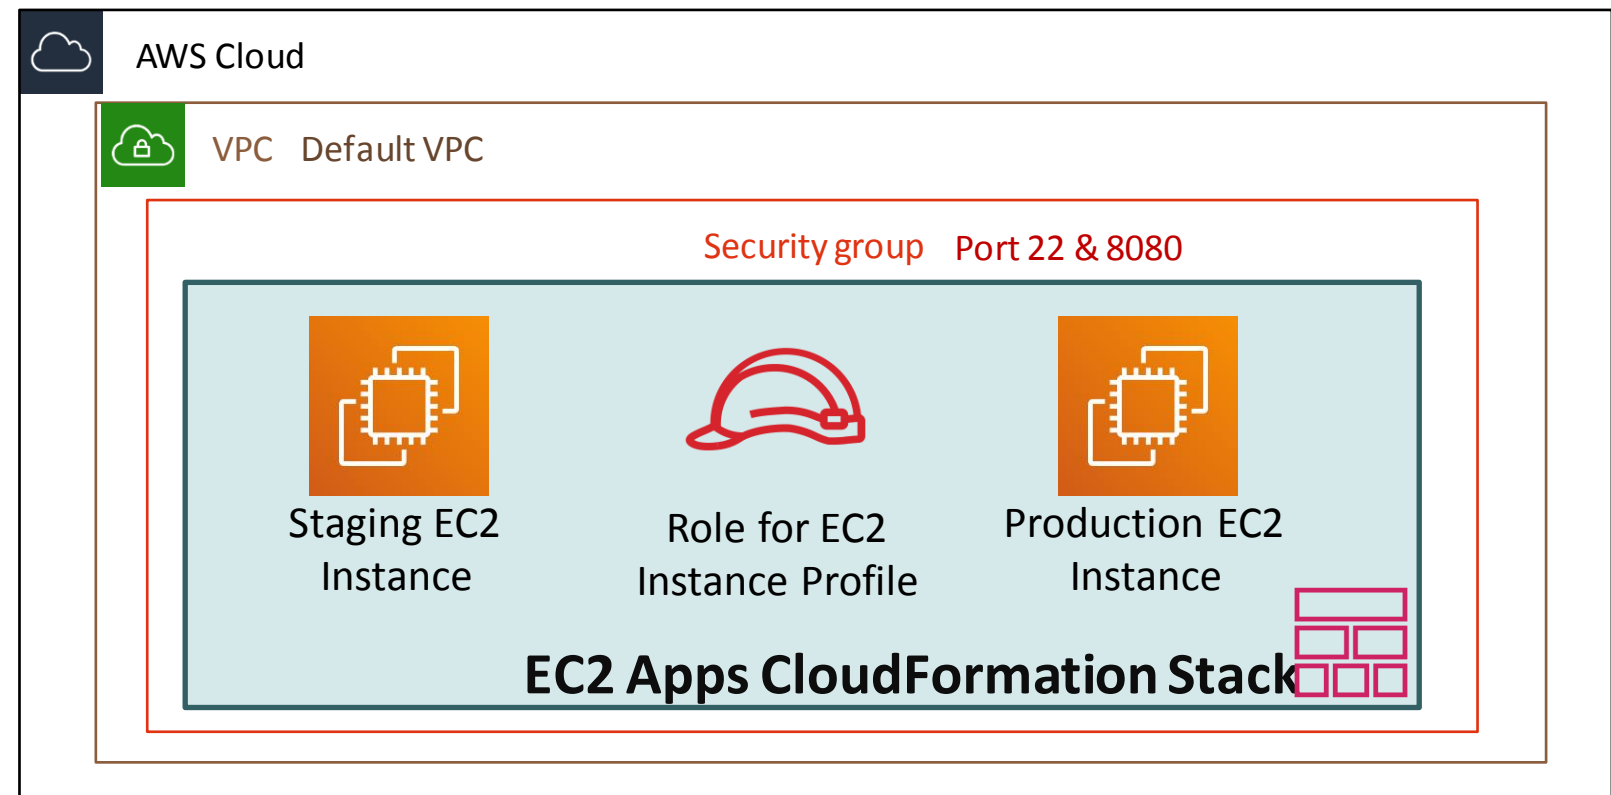 AWS Cloud
VPC Default VPC
Security group Port 22 & 8080
Staging EC2
Instance
Role for EC2
Instance Profile
Production EC2
Instance
EC2 Apps CloudFormation Stack